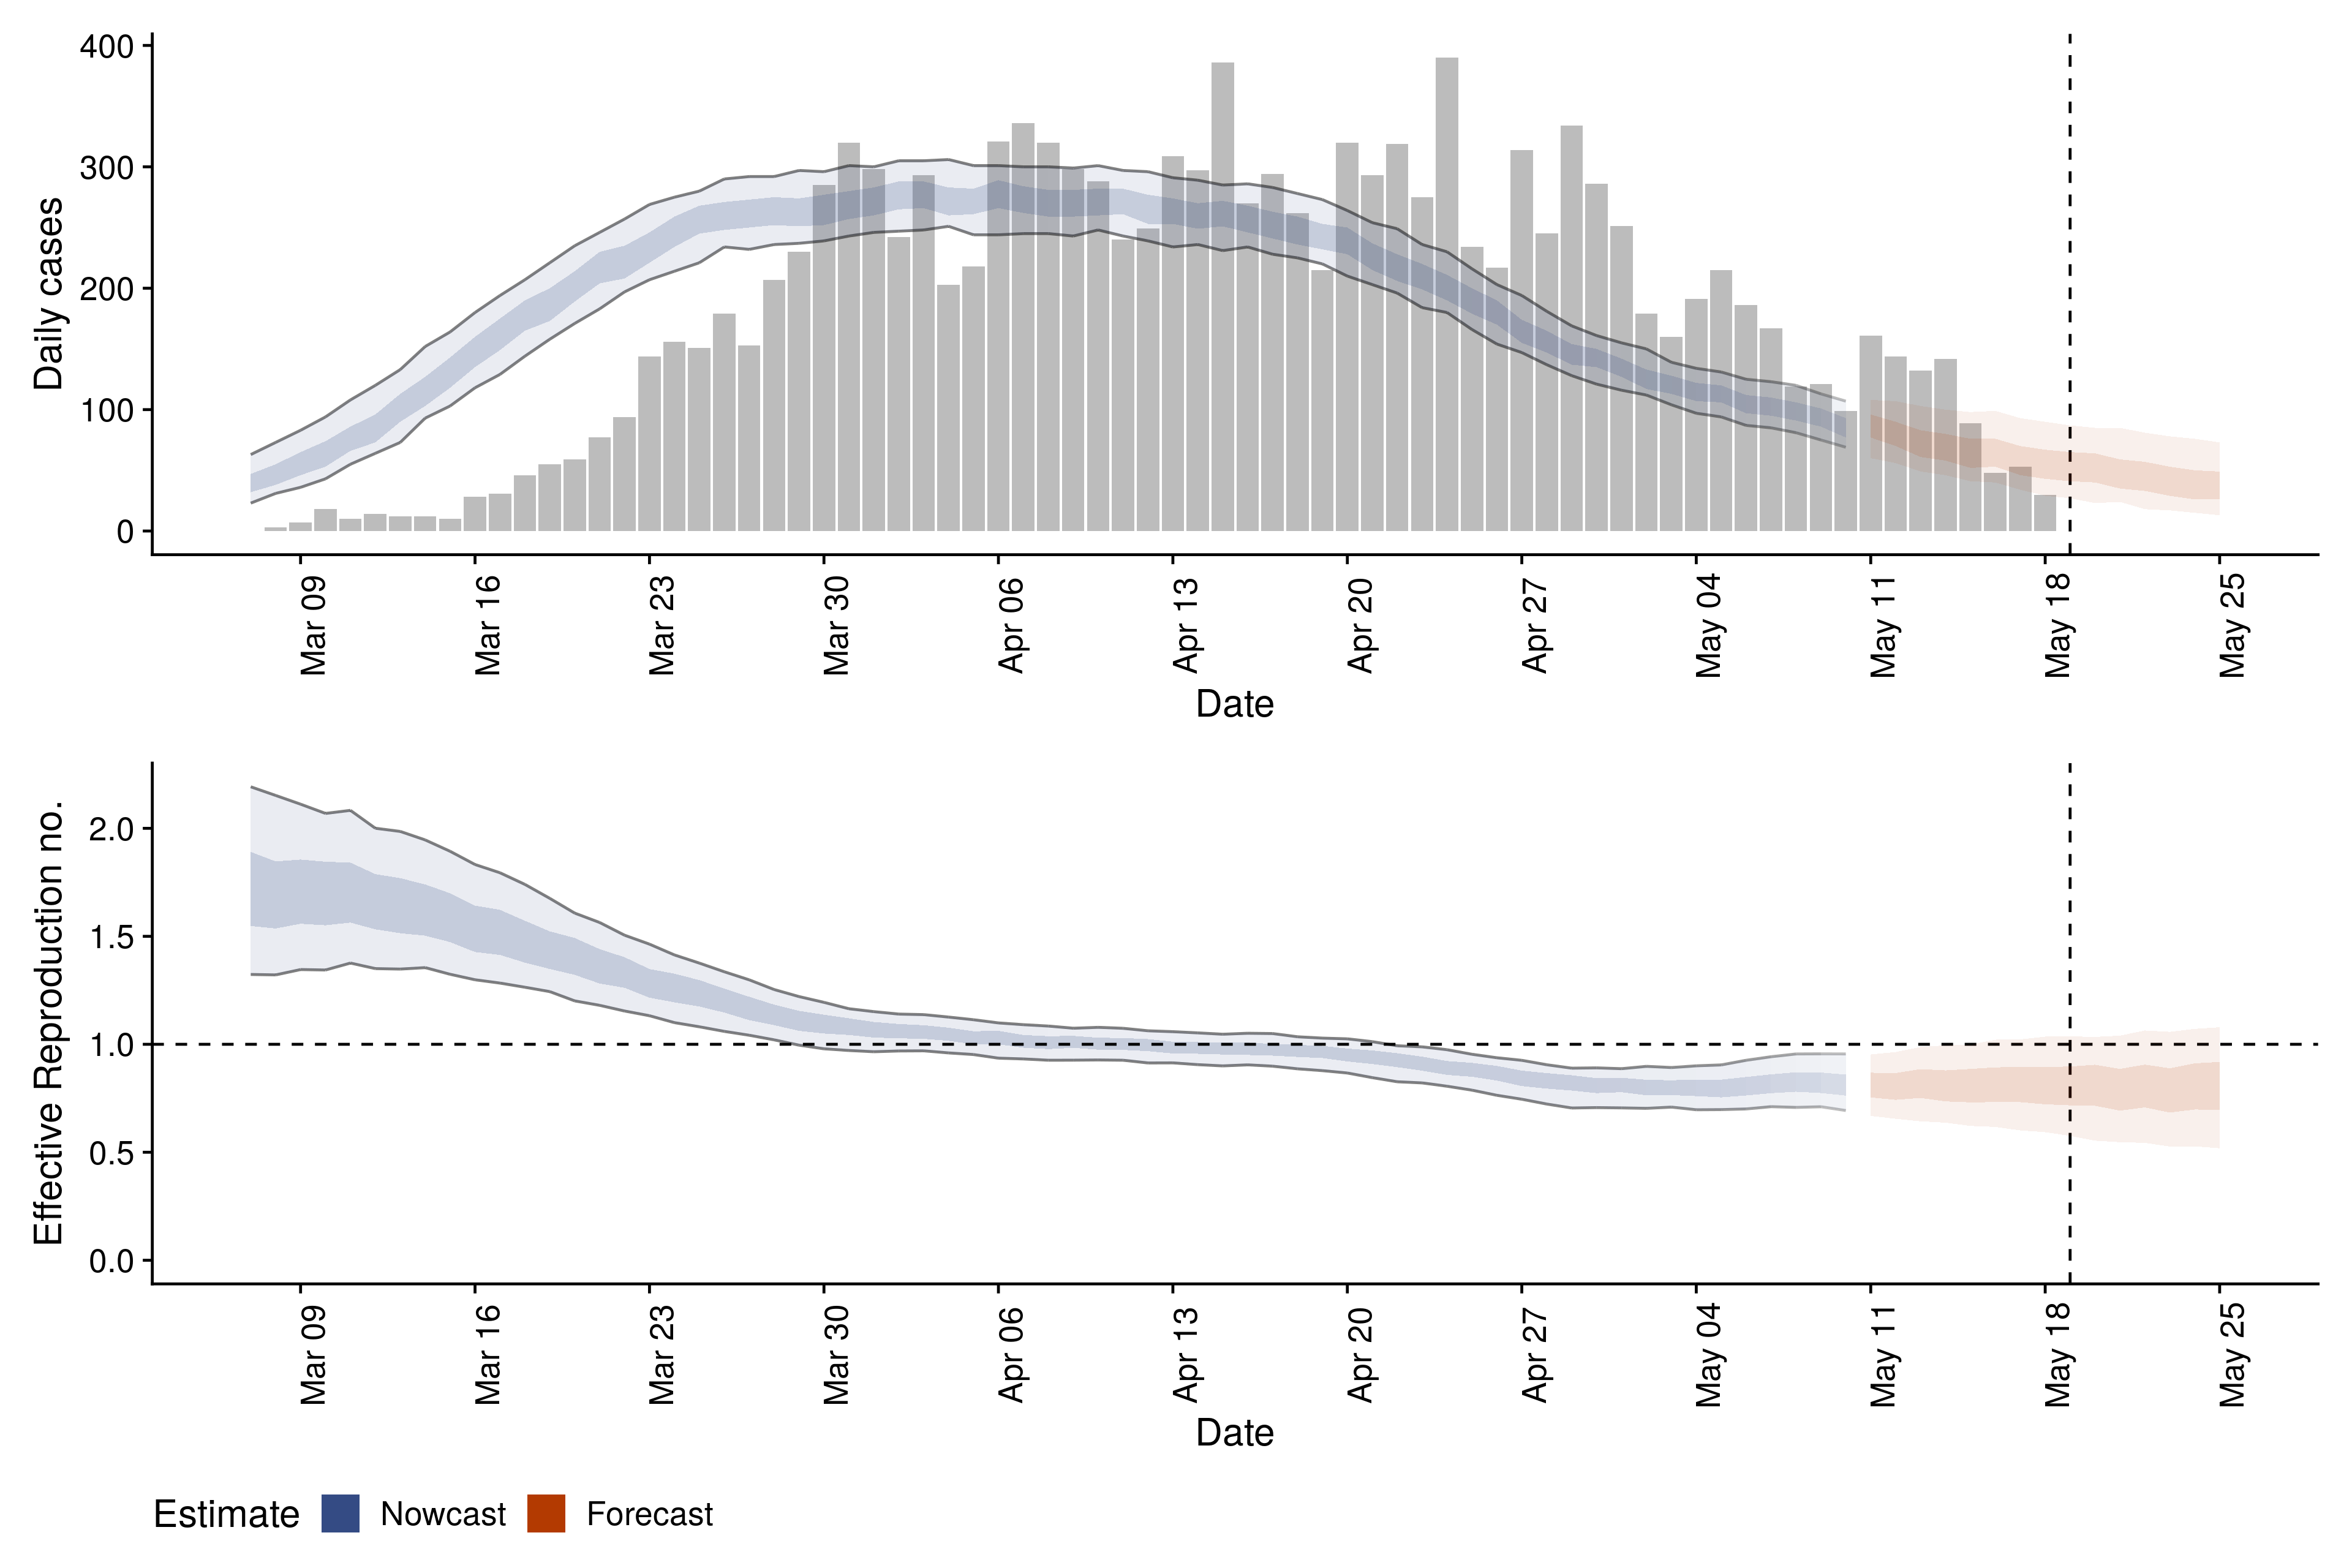 Daily cases
400
300
200
100
0
Mar 09 Mar 16 Mar 23 Mar 30 Apr 06 Apr 13 Apr 20 Apr 27 May 04 May 11 May 18 May 25
Date
Effective Reproduction no.
2.0
1.5
1.0
0.5
0.0
Mar 09 Mar 16 Mar 23 Mar 30 Apr 06 Apr 13 Apr 20 Apr 27 May 04 May 11 May 18 May 25
Date
Estimate Nowcast Forecast